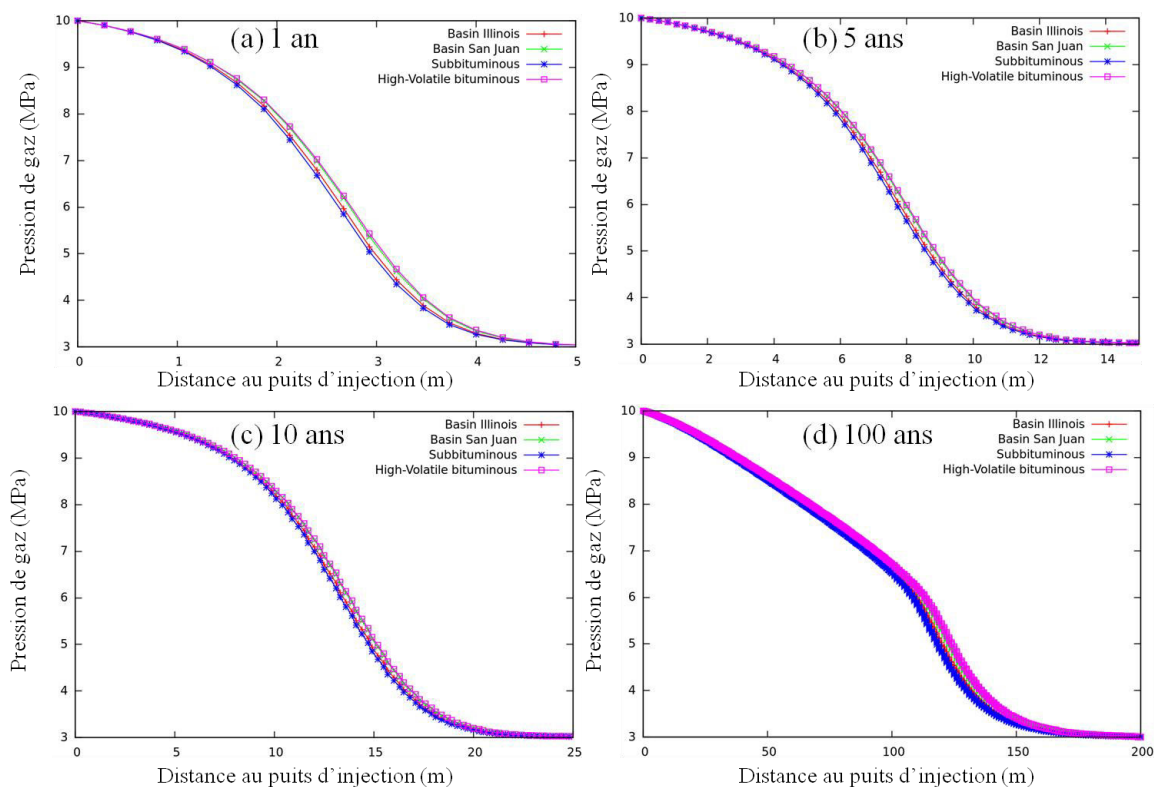 (a) 1 an
Basin Illinois
Basin San Juan
Subbituminous
High-Volatile bituminous
Pression de gaz (MPa)
10
9
8
7
6
5
4
3
0
1
2
3
4
5
Distance au puits d'injection (m)
(b) 5 ans
Basin Illinois
Basin San Juan
Subbituminous
High-Volatile bituminous
Pression de gaz (MPa)
10
9
8
7
6
5
4
3
0
2
4
6
8
10
12
14
Distance au puits d'injection (m)
(c) 10 ans
Basin Illinois
Basin San Juan
Subbituminous
High-Volatile bituminous
Pression de gaz (MPa)
10
9
8
7
6
5
4
3
0
5
10
15
20
25
Distance au puits d'injection (m)
(d) 100 ans
Basin Illinois
Basin San Juan
Subbituminous
High-Volatile bituminous
Pression de gaz (MPa)
10
9
8
7
6
5
4
3
0
50
100
150
200
Distance au puits d'injection (m)